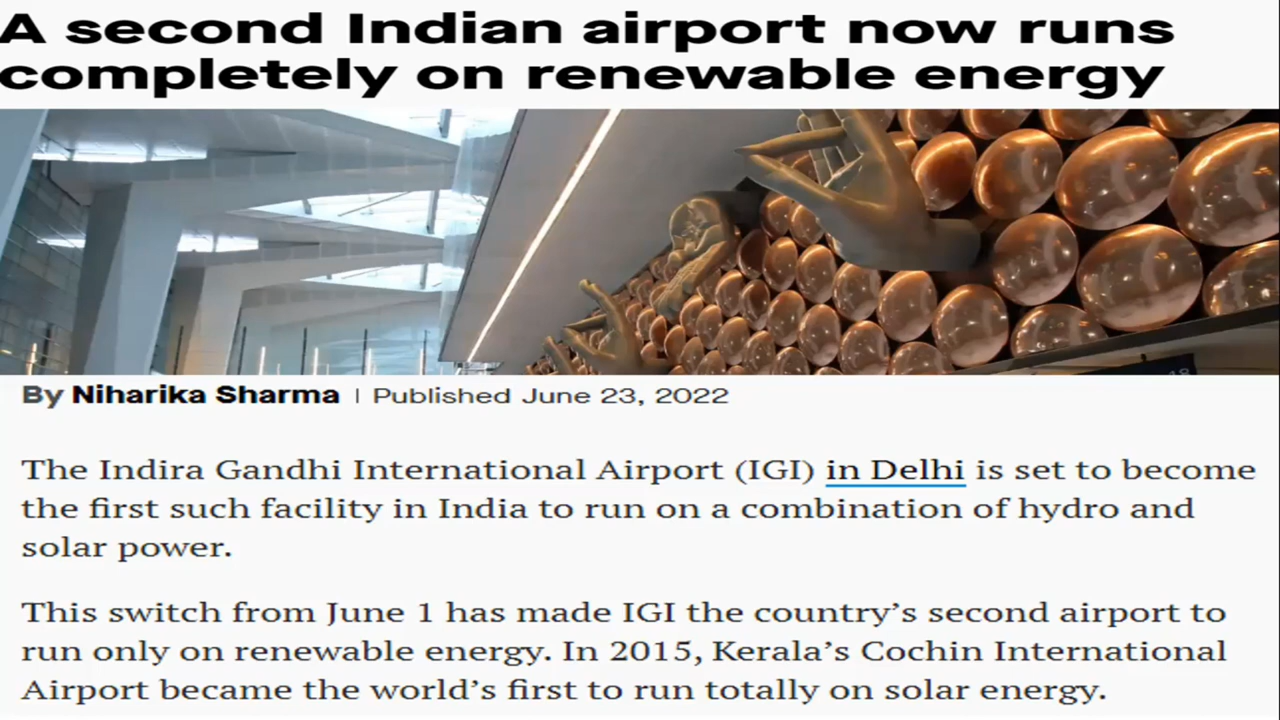 A second Indian airport now runs
completely on renewable energy
18
By Niharika Sharma | Published June 23, 2022
The Indira Gandhi International Airport (IGI) in Delhi is set to become
the first such facility in India to run on a combination of hydro and
solar power.
This switch from June 1 has made IGI the country’s second airport to
run only on renewable energy. In 2015, Kerala’s Cochin International
Airport became the world’s first to run totally on solar energy.